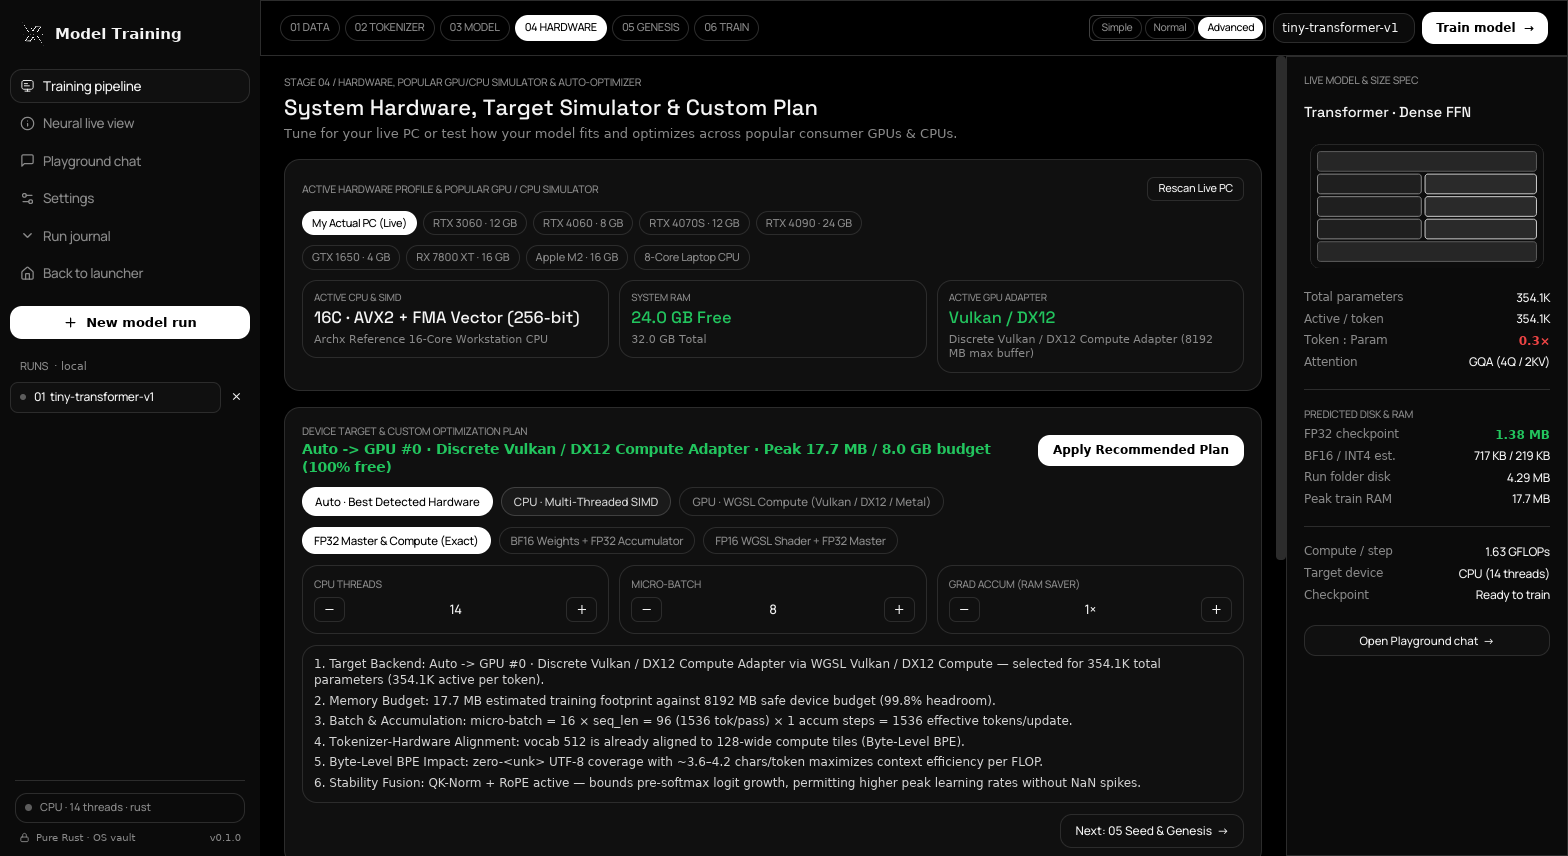 Model Training
Training pipeline
Neural live view
Playground chat
Settings
Run journal
Back to launcher
+ New model run
RUNS · local
01 tiny-transformer-v1 ×
CPU · 14 threads · rust
Pure Rust · OS vault v0.1.0
01 DATA 02 TOKENIZER 03 MODEL 04 HARDWARE 05 GENESIS 06 TRAIN
Simple Normal Advanced tiny-transformer-v1 Train model →
STAGE 04 / HARDWARE, POPULAR GPU/CPU SIMULATOR & AUTO-OPTIMIZER
System Hardware, Target Simulator & Custom Plan
Tune for your live PC or test how your model fits and optimizes across popular consumer GPUs & CPUs.
ACTIVE HARDWARE PROFILE & POPULAR GPU / CPU SIMULATOR Rescan Live PC
My Actual PC (Live) RTX 3060 · 12 GB RTX 4060 · 8 GB RTX 4070S · 12 GB RTX 4090 · 24 GB
GTX 1650 · 4 GB RX 7800 XT · 16 GB Apple M2 · 16 GB 8-Core Laptop CPU
ACTIVE CPU & SIMD
16C · AVX2 + FMA Vector (256-bit)
Archx Reference 16-Core Workstation CPU
SYSTEM RAM
24.0 GB Free
32.0 GB Total
ACTIVE GPU ADAPTER
Vulkan / DX12
Discrete Vulkan / DX12 Compute Adapter (8192
MB max buffer)
DEVICE TARGET & CUSTOM OPTIMIZATION PLAN
Auto -> GPU #0 · Discrete Vulkan / DX12 Compute Adapter · Peak 17.7 MB / 8.0 GB budget
(100% free)
Apply Recommended Plan
Auto · Best Detected Hardware CPU · Multi-Threaded SIMD GPU · WGSL Compute (Vulkan / DX12 / Metal)
FP32 Master & Compute (Exact) BF16 Weights + FP32 Accumulator FP16 WGSL Shader + FP32 Master
CPU THREADS
− 14 +
MICRO-BATCH
− 8 +
GRAD ACCUM (RAM SAVER)
− 1× +
1. Target Backend: Auto -> GPU #0 · Discrete Vulkan / DX12 Compute Adapter via WGSL Vulkan / DX12 Compute — selected for 354.1K total
parameters (354.1K active per token).
2. Memory Budget: 17.7 MB estimated training footprint against 8192 MB safe device budget (99.8% headroom).
3. Batch & Accumulation: micro-batch = 16 × seq_len = 96 (1536 tok/pass) × 1 accum steps = 1536 effective tokens/update.
4. Tokenizer-Hardware Alignment: vocab 512 is already aligned to 128-wide compute tiles (Byte-Level BPE).
5. Byte-Level BPE Impact: zero-<unk> UTF-8 coverage with ~3.6–4.2 chars/token maximizes context efficiency per FLOP.
6. Stability Fusion: QK-Norm + RoPE active — bounds pre-softmax logit growth, permitting higher peak learning rates without NaN spikes.
Next: 05 Seed & Genesis →
LIVE MODEL & SIZE SPEC
Transformer · Dense FFN
Total parameters 354.1K
Active / token 354.1K
Token : Param 0.3×
Attention GQA (4Q / 2KV)
PREDICTED DISK & RAM
FP32 checkpoint 1.38 MB
BF16 / INT4 est. 717 KB / 219 KB
Run folder disk 4.29 MB
Peak train RAM 17.7 MB
Compute / step 1.63 GFLOPs
Target device CPU (14 threads)
Checkpoint Ready to train
Open Playground chat →